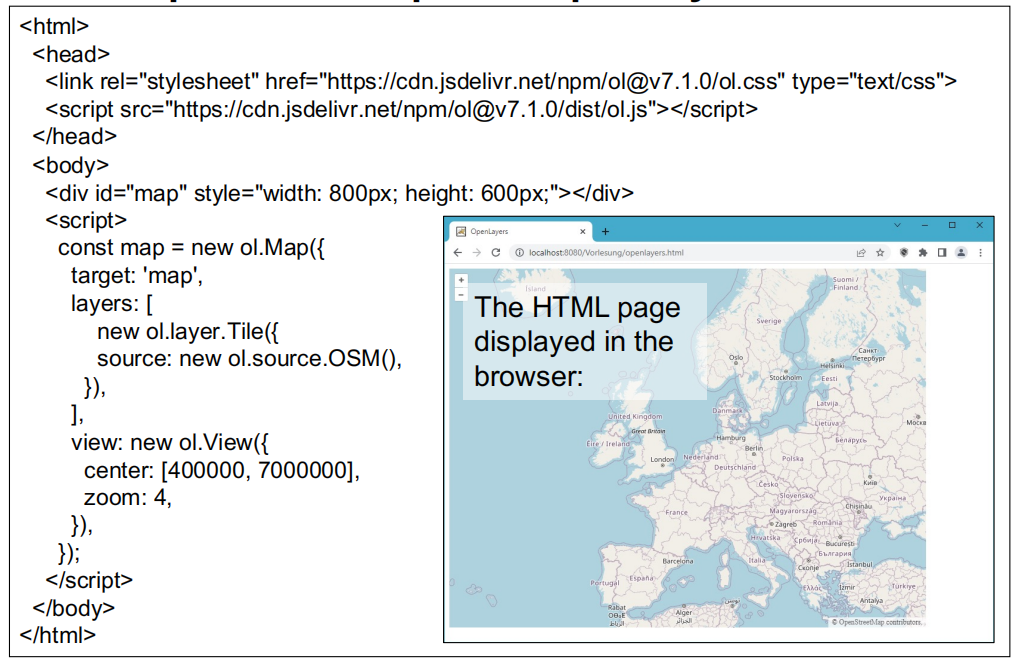 <html>
<head>
<link rel="stylesheet" href="https://cdn.jsdelivr.net/npm/ol@v7.1.0/ol.css" type="text/css">
<script src="https://cdn.jsdelivr.net/npm/ol@v7.1.0/dist/ol.js"></script>
</head>
<body>
<div id="map" style="width: 800px; height: 600px;"></div>
<script>
const map = new ol.Map({
target: 'map',
layers: [
new ol.layer.Tile({
source: new ol.source.OSM(),
}),
],
view: new ol.View({
center: [400000, 7000000],
zoom: 4,
}),
});
</script>
</body>
</html>
OpenLayers
localhost:8080/Vorlesung/openlayers.html
+
–
The HTML page
displayed in the
browser:
Ísland
Suomi /
Finland
Sverige
Oslo
Helsinki
Санкт
Петербург
Stockholm
Eesti
Latvija
Danmark
Lietuva
Москва
United Kingdom
Great Britain
Éire / Ireland
Hamburg
Беларусь
Berlin
London
Nederland
Polska
Deutschland
Київ
Česko
Україна
Slovensko
Chișinău
France
Magyarország
Zagreb
România
Hrvatska
Србија
București
България
Barcelona
Italia
Скопје
İstanbul
Portugal
España
Ελλάς
İzmir
Türkiye
Antalya
Rabat
Alger
الجزائر
© OpenStreetMap contributors.